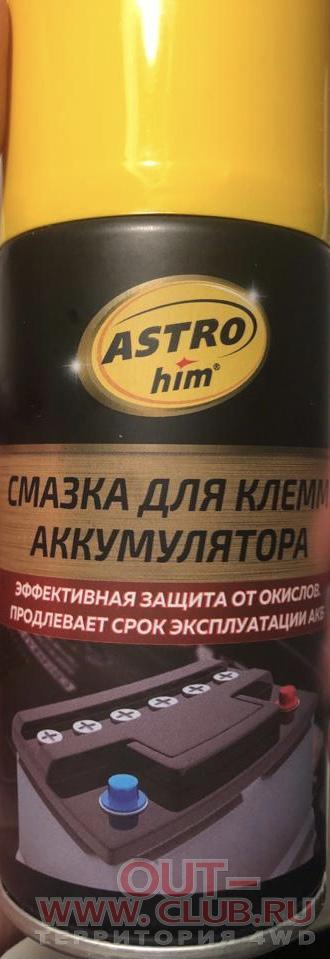 ASTRO
him®
СМАЗКА ДЛЯ КЛЕММ
АККУМУЛЯТОРА
ЭФФЕКТИВНАЯ ЗАЩИТА ОТ ОКИСЛОВ.
ПРОДЛЕВАЕТ СРОК ЭКСПЛУАТАЦИИ АКБ
OUT-
WWW.CLUB.RU
ТЕРРИТОРИЯ 4WD